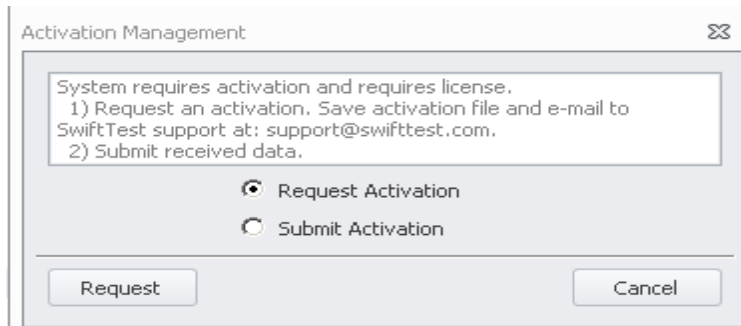 Activation Management
System requires activation and requires license.
1) Request an activation. Save activation file and e-mail to
SwiftTest support at: support@swifttest.com.
2) Submit received data.
Request Activation
Submit Activation
Request
Cancel